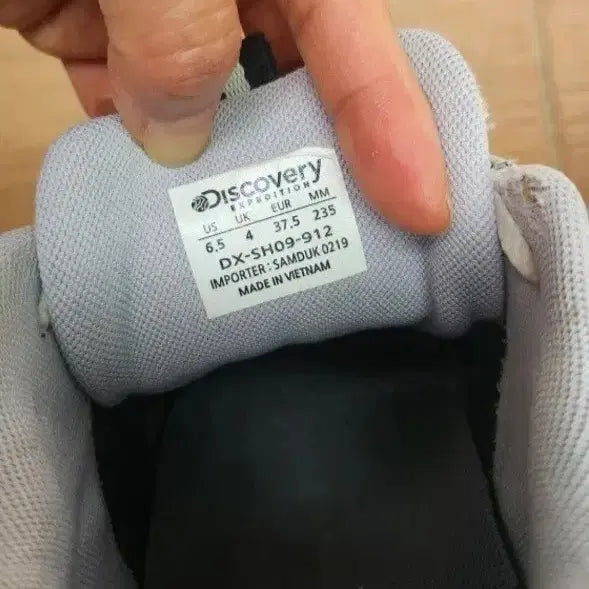 Discovery
EXPEDITION
US UK EUR MM
6.5 4 37.5 235
DX-SH09-912
IMPORTER : SAMDUK 0219
MADE IN VIETNAM